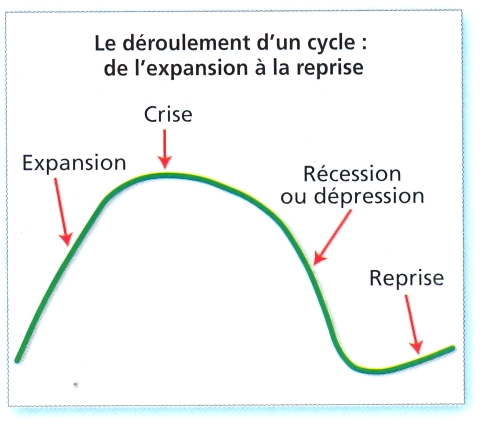 Le déroulement d'un cycle :
de l'expansion à la reprise
Crise
Expansion
Récession
ou dépression
Reprise